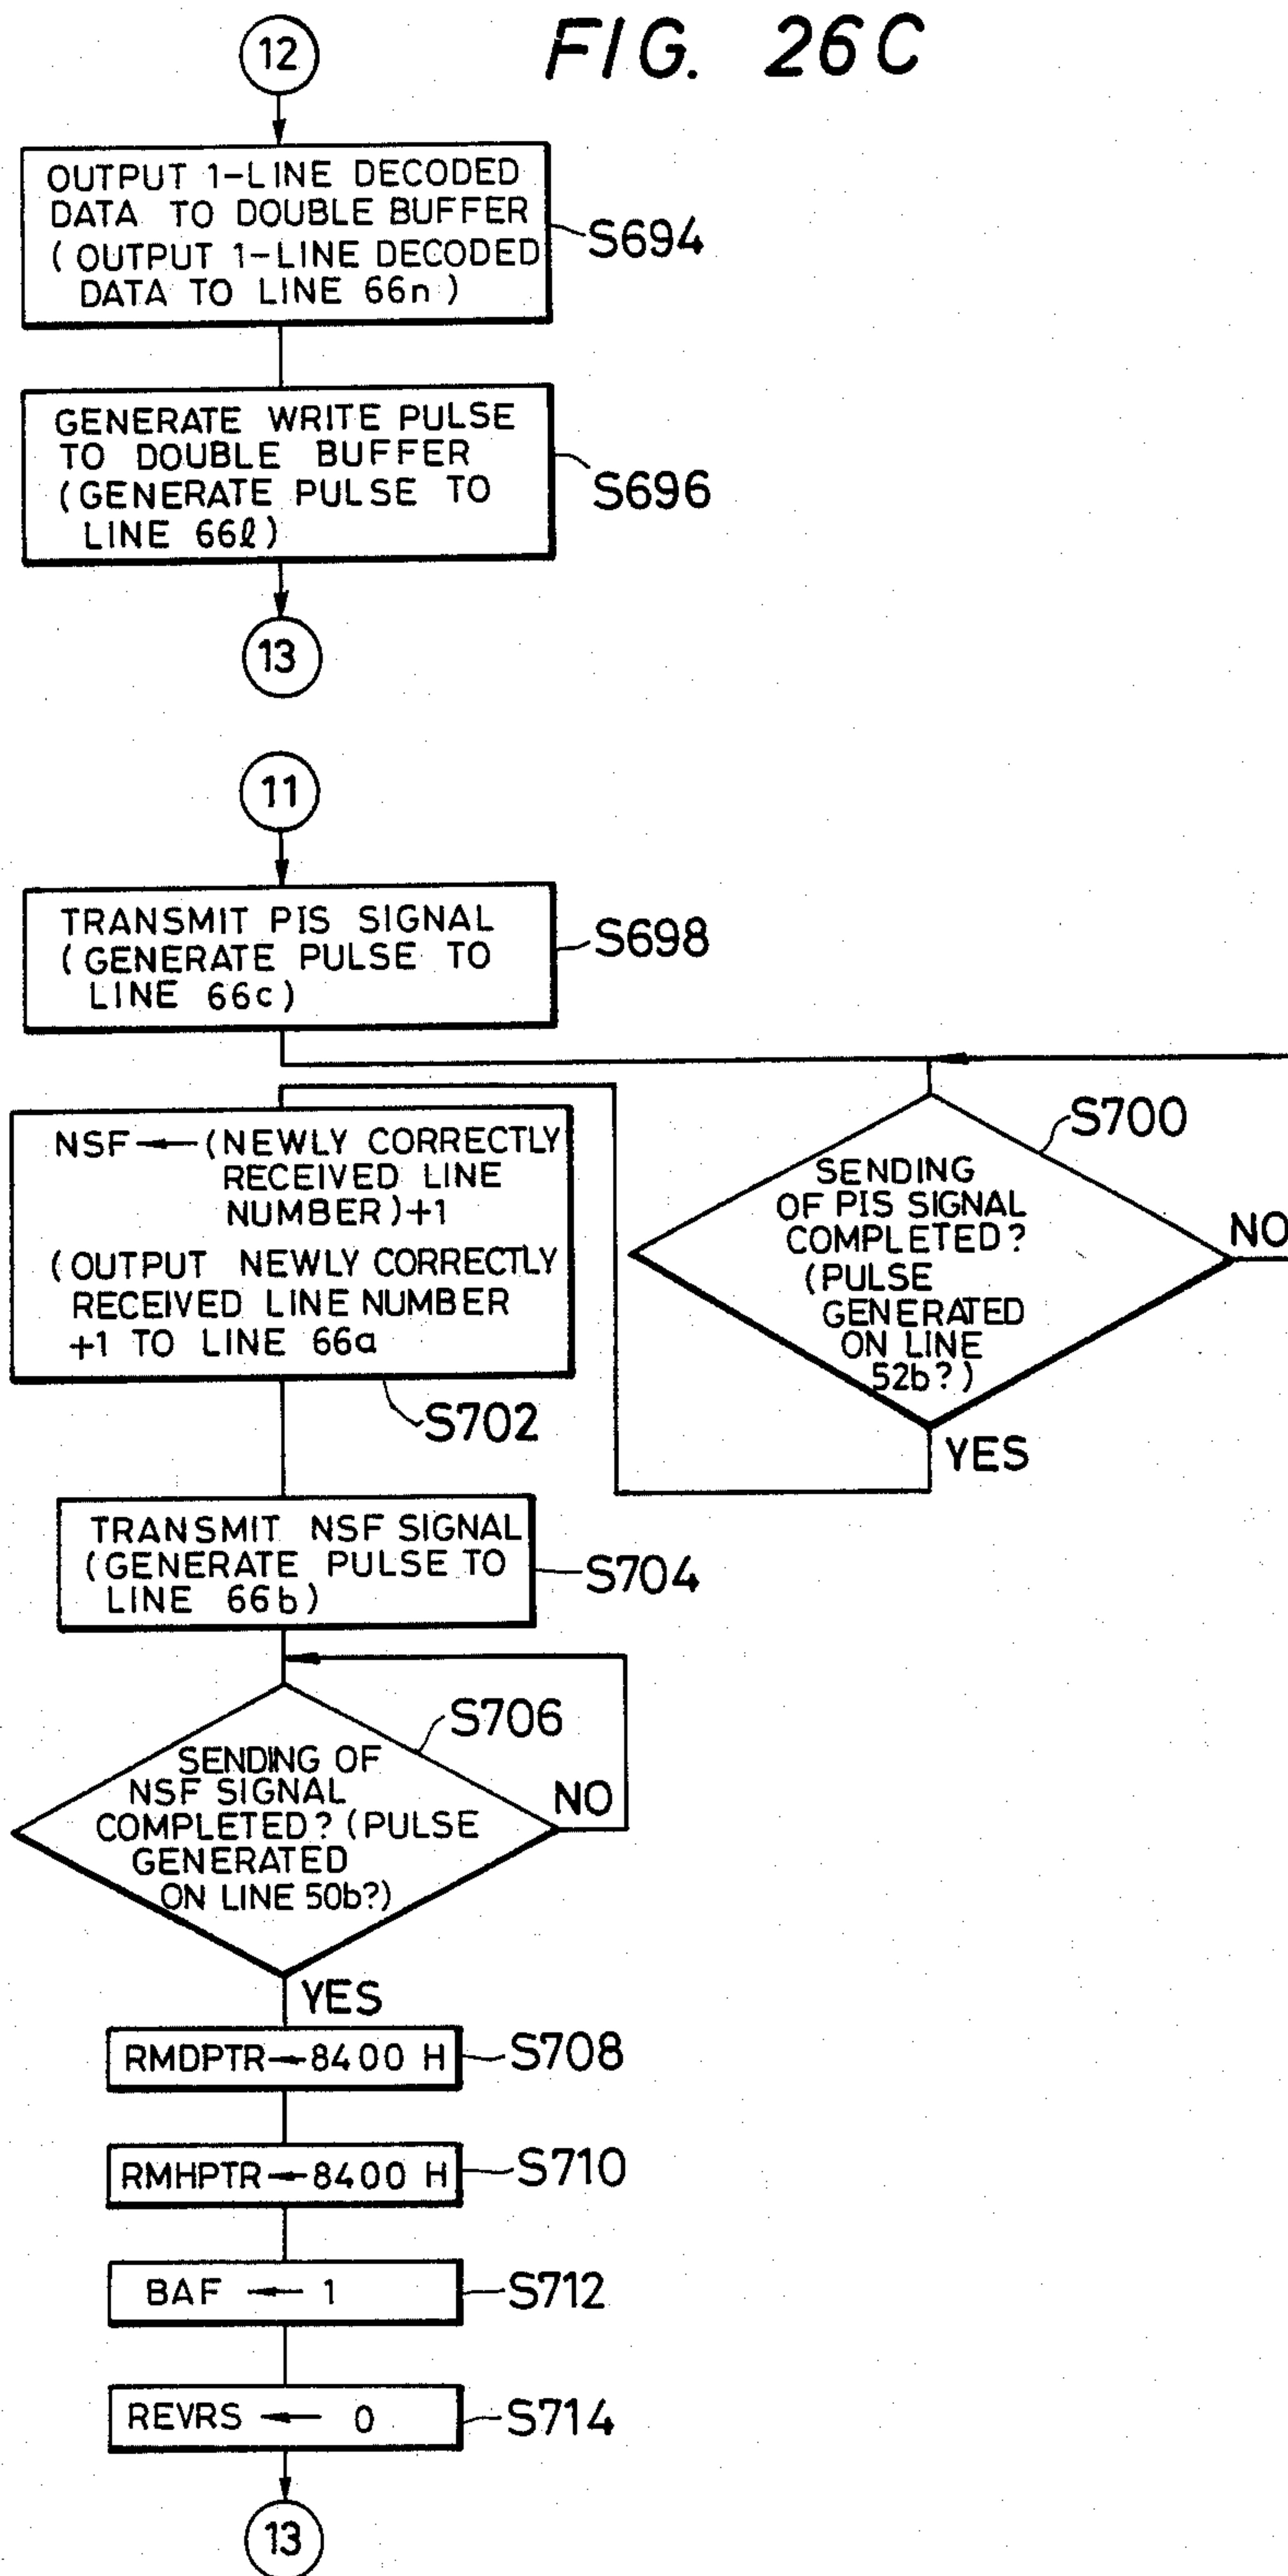 FIG. 26C
12
OUTPUT 1-LINE DECODED
DATA TO DOUBLE BUFFER
(OUTPUT 1-LINE DECODED
DATA TO LINE 66n)
S694
GENERATE WRITE PULSE
TO DOUBLE BUFFER
(GENERATE PULSE TO
LINE 66ℓ)
S696
13
11
TRANSMIT PIS SIGNAL
(GENERATE PULSE TO
LINE 66c)
S698
SENDING
OF PIS SIGNAL
COMPLETED?
(PULSE
GENERATED
ON LINE
52b?)
S700
NO
YES
NSF ← (NEWLY CORRECTLY
RECEIVED LINE
NUMBER)+1
(OUTPUT NEWLY CORRECTLY
RECEIVED LINE NUMBER
+1 TO LINE 66a
S702
TRANSMIT NSF SIGNAL
(GENERATE PULSE TO
LINE 66b)
S704
SENDING OF
NSF SIGNAL
COMPLETED? (PULSE
GENERATED
ON LINE 50b?)
S706
NO
YES
RMDPTR ← 8400 H
S708
RMHPTR ← 8400 H
S710
BAF ← 1
S712
REVRS ← 0
S714
13